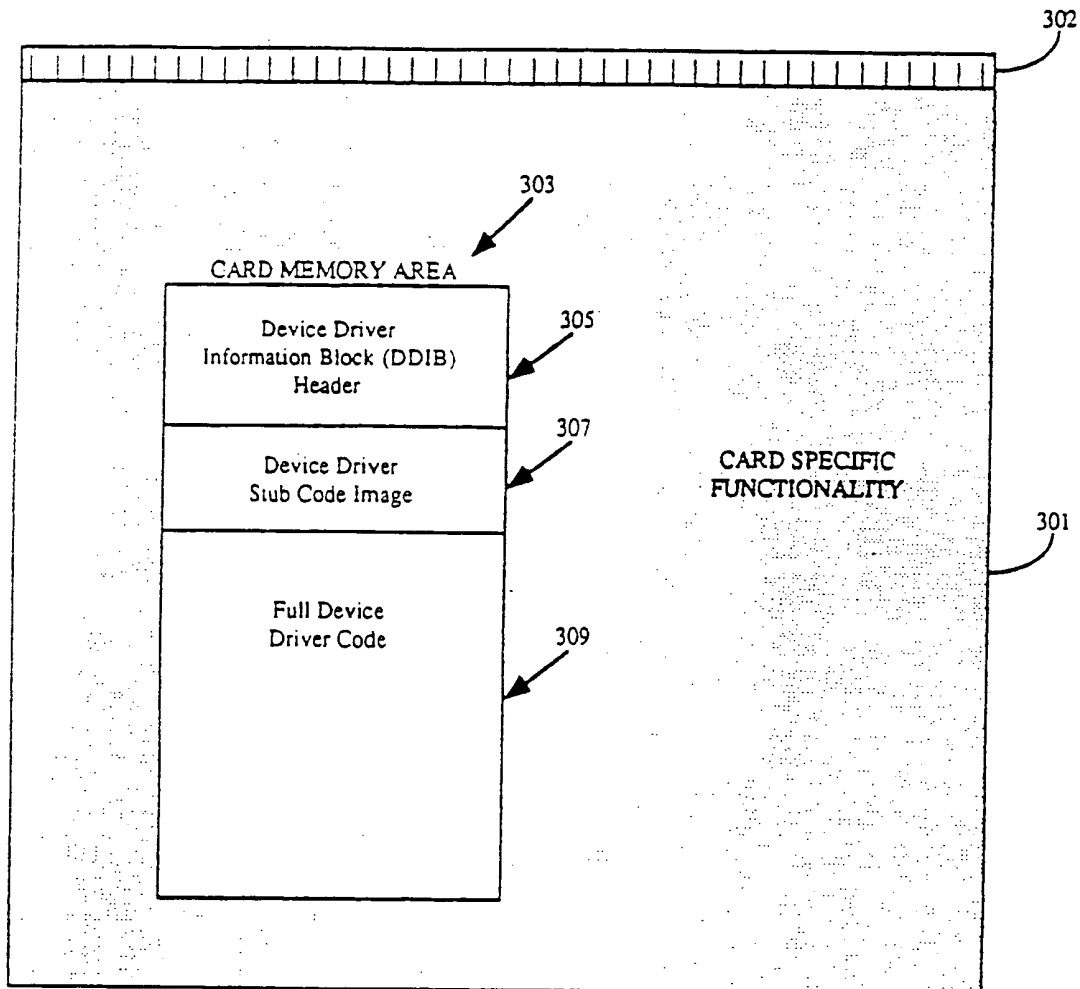 302
303
CARD MEMORY AREA
Device Driver
Information Block (DDIB)
Header
305
307
Device Driver
Stub Code Image
CARD SPECIFIC
FUNCTIONALITY
301
Full Device
Driver Code
309